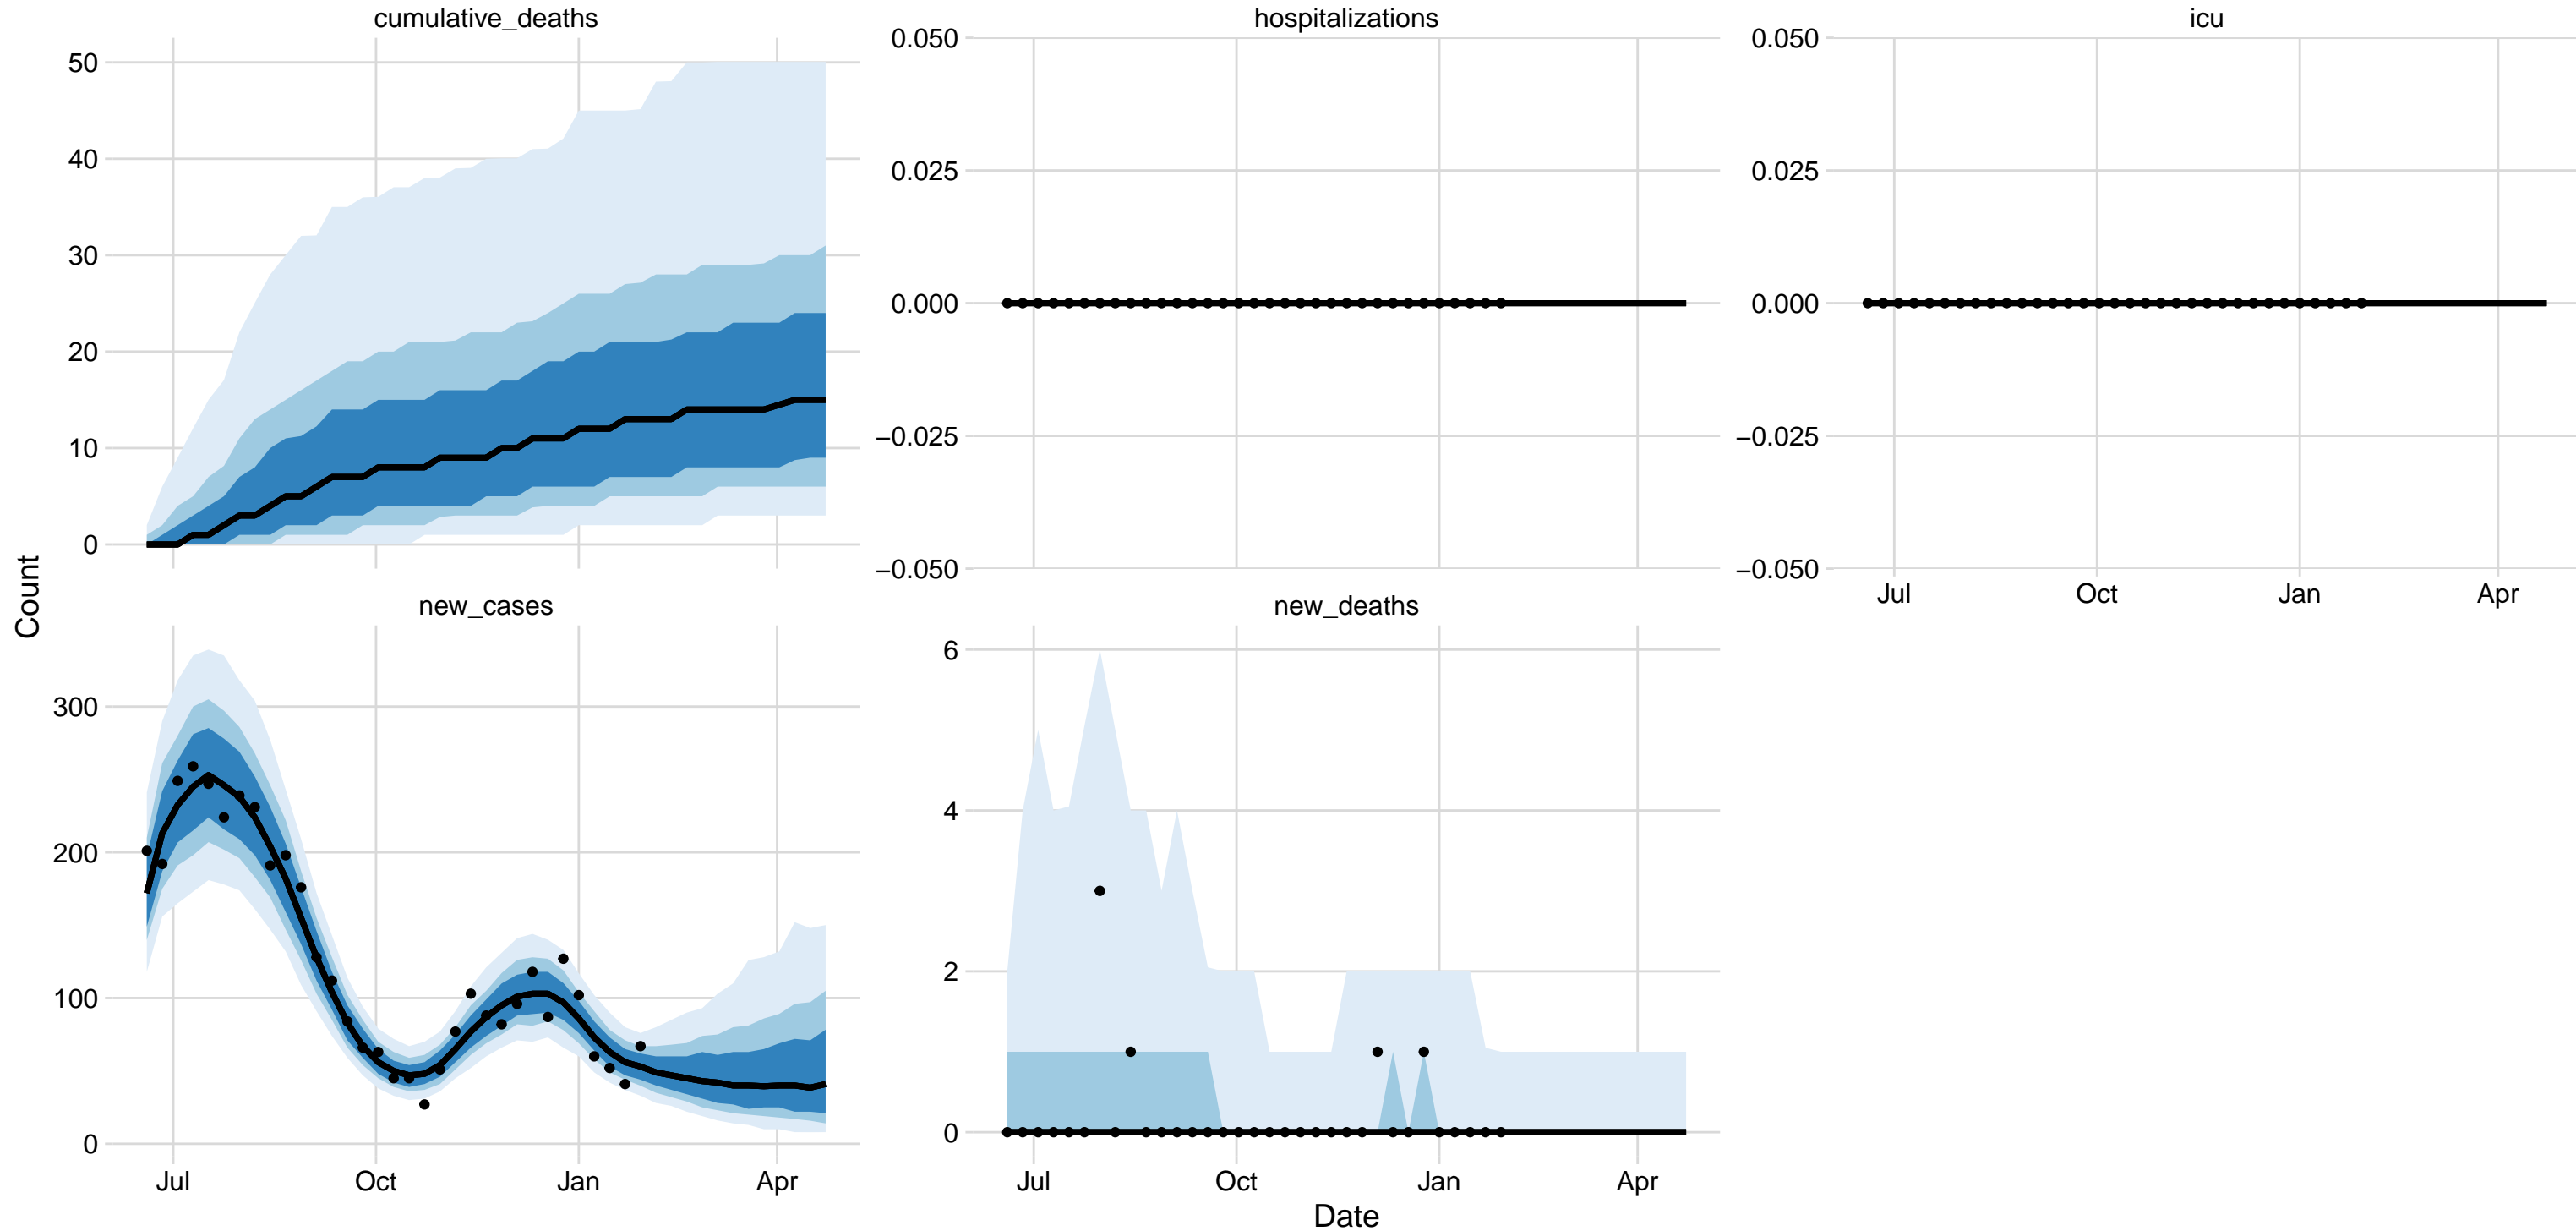 cumulative_deaths
hospitalizations
icu
50
40
30
20
10
0
0.050
0.025
0.000
−0.025
−0.050
0.050
0.025
0.000
−0.025
−0.050
Jul Oct Jan Apr
Count
new_cases
new_deaths
300
200
100
0
6
4
2
0
Jul Oct Jan Apr
Jul Oct Jan Apr
Date